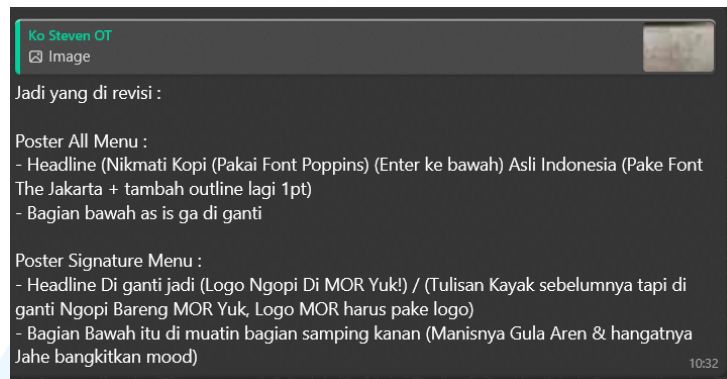 Ko Steven OT
Image
Jadi yang di revisi :
Poster All Menu :
- Headline (Nikmati Kopi (Pakai Font Poppins) (Enter ke bawah) Asli Indonesia (Pake Font
The Jakarta + tambah outline lagi 1pt)
- Bagian bawah as is ga di ganti
Poster Signature Menu :
- Headline Di ganti jadi (Logo Ngopi Di MOR Yuk!) / (Tulisan Kayak sebelumnya tapi di
ganti Ngopi Bareng MOR Yuk, Logo MOR harus pake logo)
- Bagian Bawah itu di muatin bagian samping kanan (Manisnya Gula Aren & hangatnya
Jahe bangkitkan mood)
10:32